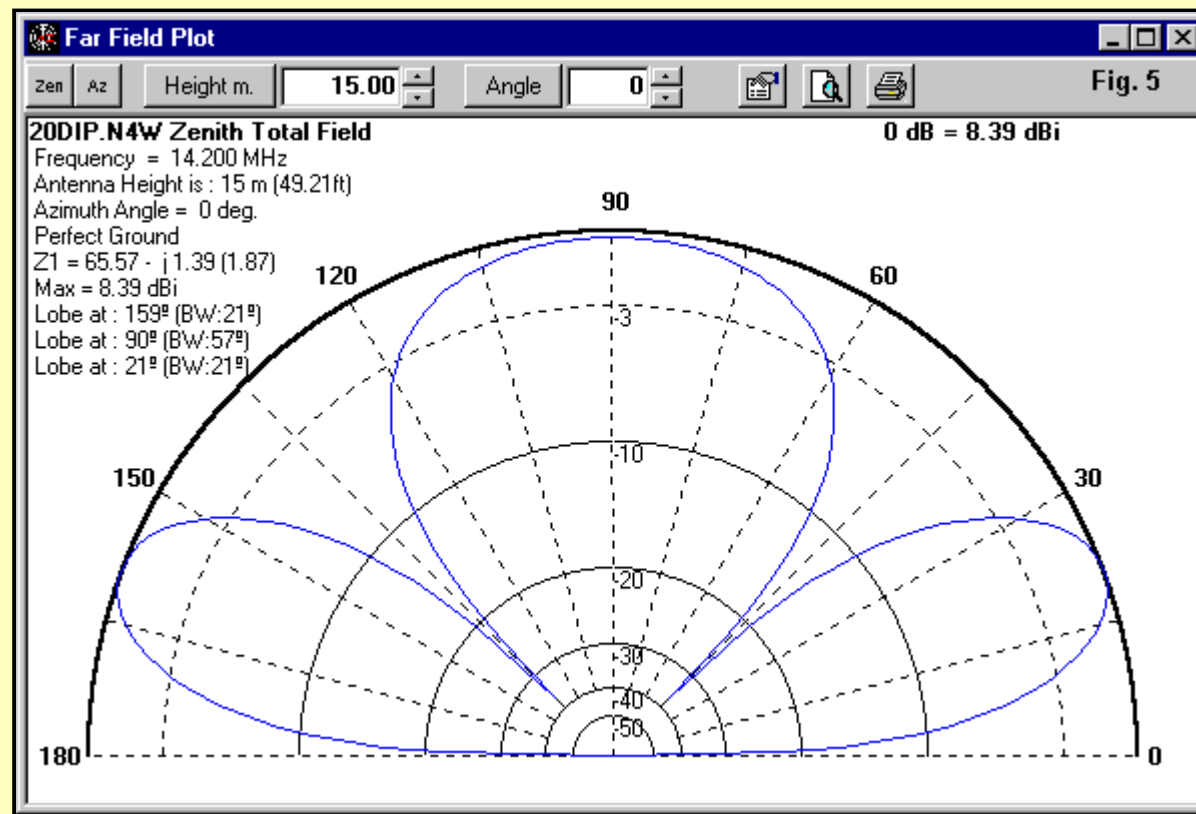 Far Field Plot
Zen Az Height m. 15.00 Angle 0 Fig. 5
20DIP.N4W Zenith Total Field 0 dB = 8.39 dBi
Frequency = 14.200 MHz
Antenna Height is : 15 m (49.21ft)
Azimuth Angle = 0 deg.
Perfect Ground
Z1 = 65.57 - j 1.39 (1.87)
Max = 8.39 dBi
Lobe at : 159º (BW:21º)
Lobe at : 90º (BW:57º)
Lobe at : 21º (BW:21º)
90
120 60
-3
150 -10 30
-20
-30
-40
-50
180 0